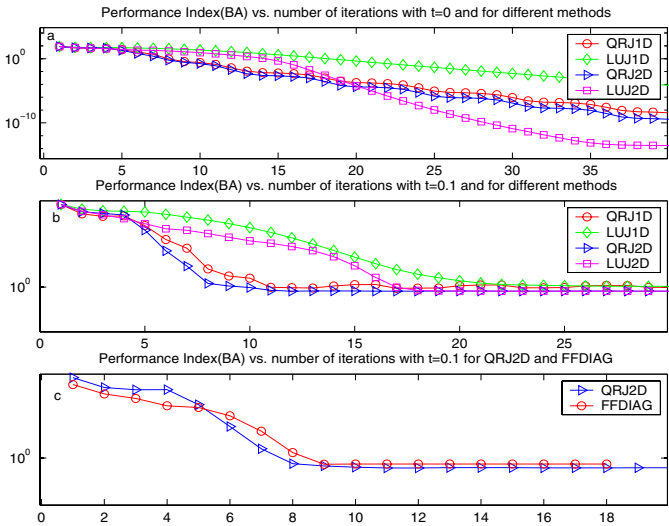 Performance Index(BA) vs. number of iterations with t=0 and for different methods
a
QRJ1D
LUJ1D
QRJ2D
LUJ2D
10^0
10^-10
0 5 10 15 20 25 30 35
Performance Index(BA) vs. number of iterations with t=0.1 and for different methods
b
QRJ1D
LUJ1D
QRJ2D
LUJ2D
10^0
0 5 10 15 20 25
Performance Index(BA) vs. number of iterations with t=0.1 for QRJ2D and FFDIAG
c
QRJ2D
FFDIAG
10^0
0 2 4 6 8 10 12 14 16 18